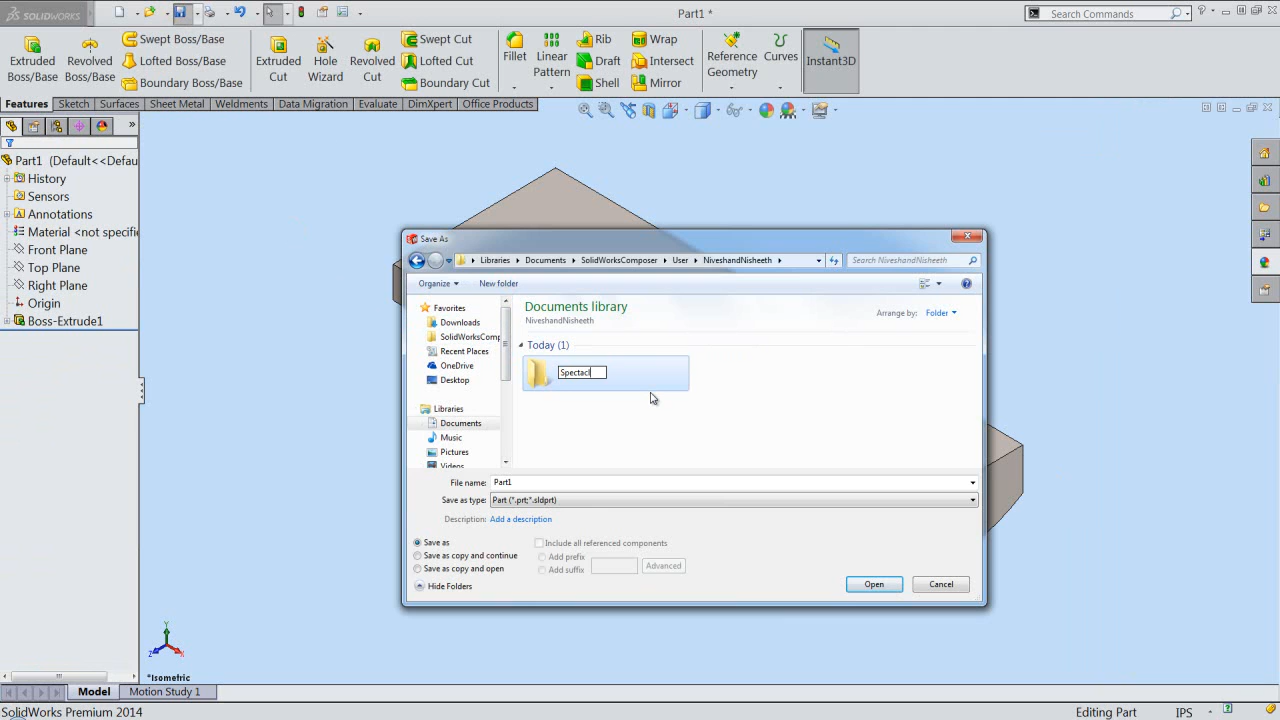 SOLIDWORKS
Part1 *
Search Commands
Extruded Boss/Base
Revolved Boss/Base
Swept Boss/Base
Lofted Boss/Base
Boundary Boss/Base
Extruded Cut
Hole Wizard
Revolved Cut
Swept Cut
Lofted Cut
Boundary Cut
Fillet
Linear Pattern
Rib
Draft
Shell
Wrap
Intersect
Mirror
Reference Geometry
Curves
Instant3D
Features
Sketch
Surfaces
Sheet Metal
Weldments
Data Migration
Evaluate
DimXpert
Office Products
»
Part1 (Default<<Defau
History
Sensors
Annotations
Material <not specifi
Front Plane
Top Plane
Right Plane
Origin
Boss-Extrude1
Save As
Libraries
Documents
SolidWorksComposer
User
NiveshandNisheeth
Search NiveshandNisheeth
Organize
New folder
Favorites
Downloads
SolidWorksComp
Recent Places
OneDrive
Desktop
Libraries
Documents
Music
Pictures
Videos
Documents library
NiveshandNisheeth
Arrange by: Folder
Today (1)
Spectacl
File name: Part1
Save as type: Part (*.prt;*.sldprt)
Description: Add a description
Save as
Save as copy and continue
Save as copy and open
Include all referenced components
Add prefix
Add suffix
Advanced
Hide Folders
Open
Cancel
Y
Z
X
*Isometric
Model
Motion Study 1
SolidWorks Premium 2014
Editing Part
IPS